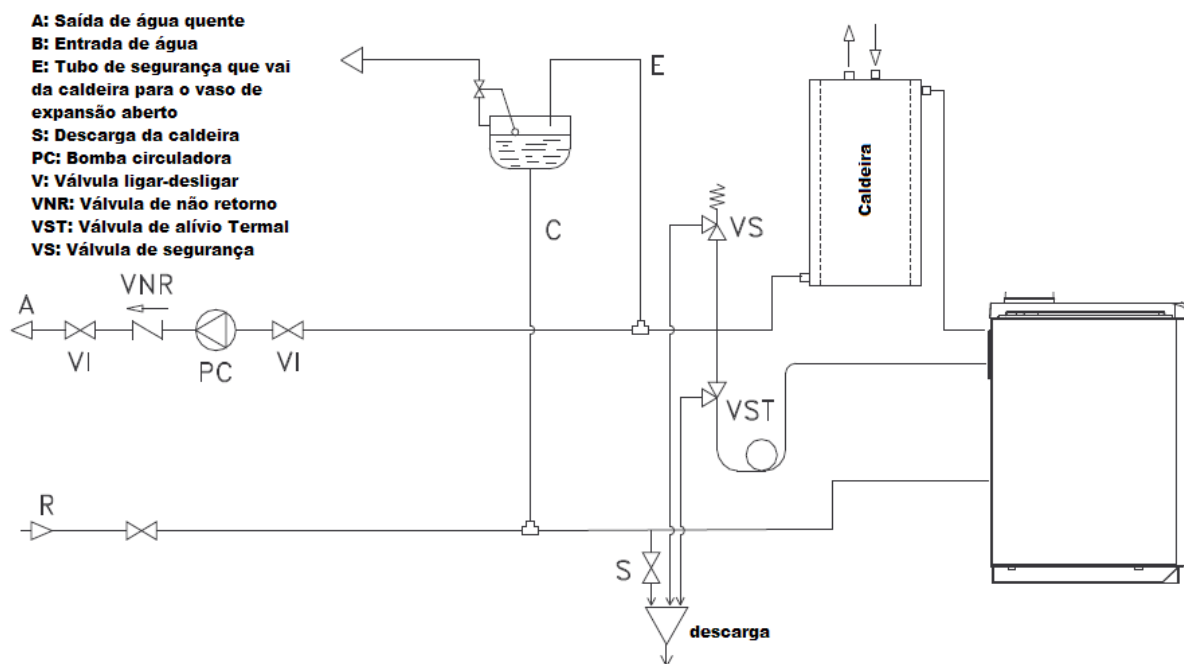 A: Saída de água quente
B: Entrada de água
E: Tubo de segurança que vai
da caldeira para o vaso de
expansão aberto
S: Descarga da caldeira
PC: Bomba circuladora
V: Válvula ligar-desligar
VNR: Válvula de não retorno
VST: Válvula de alívio Termal
VS: Válvula de segurança
E
Caldeira
C
VS
VNR
A
VI
PC
VI
VST
R
S
descarga